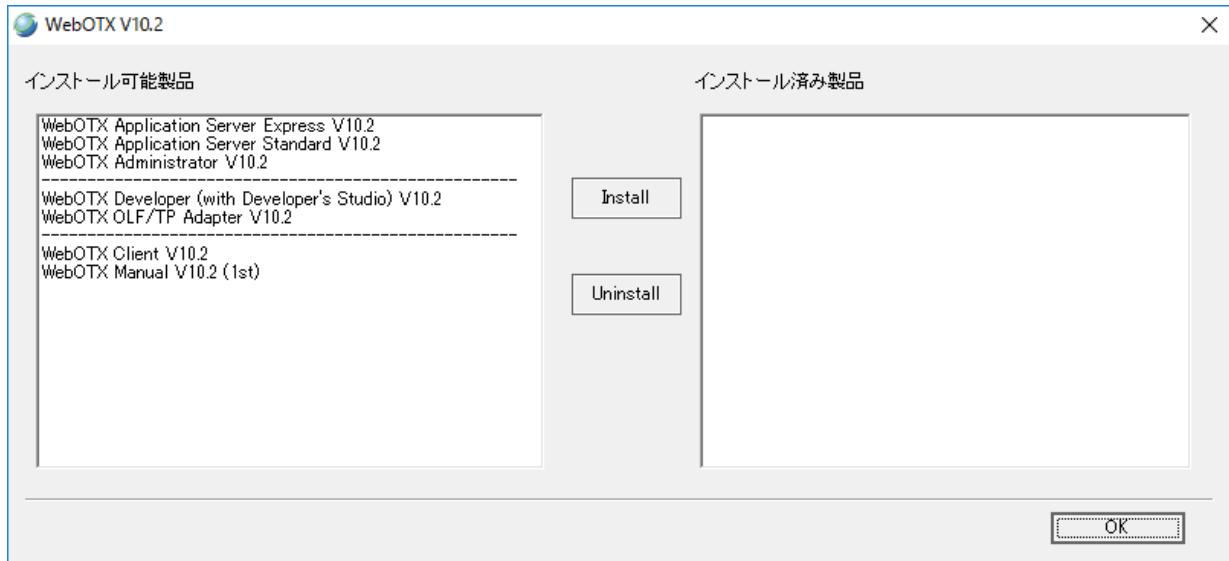 WebOTX V10.2
インストール可能製品
インストール済み製品
WebOTX Application Server Express V10.2
WebOTX Application Server Standard V10.2
WebOTX Administrator V10.2
----------------------------------------------------
WebOTX Developer (with Developer's Studio) V10.2
WebOTX OLF/TP Adapter V10.2
----------------------------------------------------
WebOTX Client V10.2
WebOTX Manual V10.2 (1st)
Install
Uninstall
OK